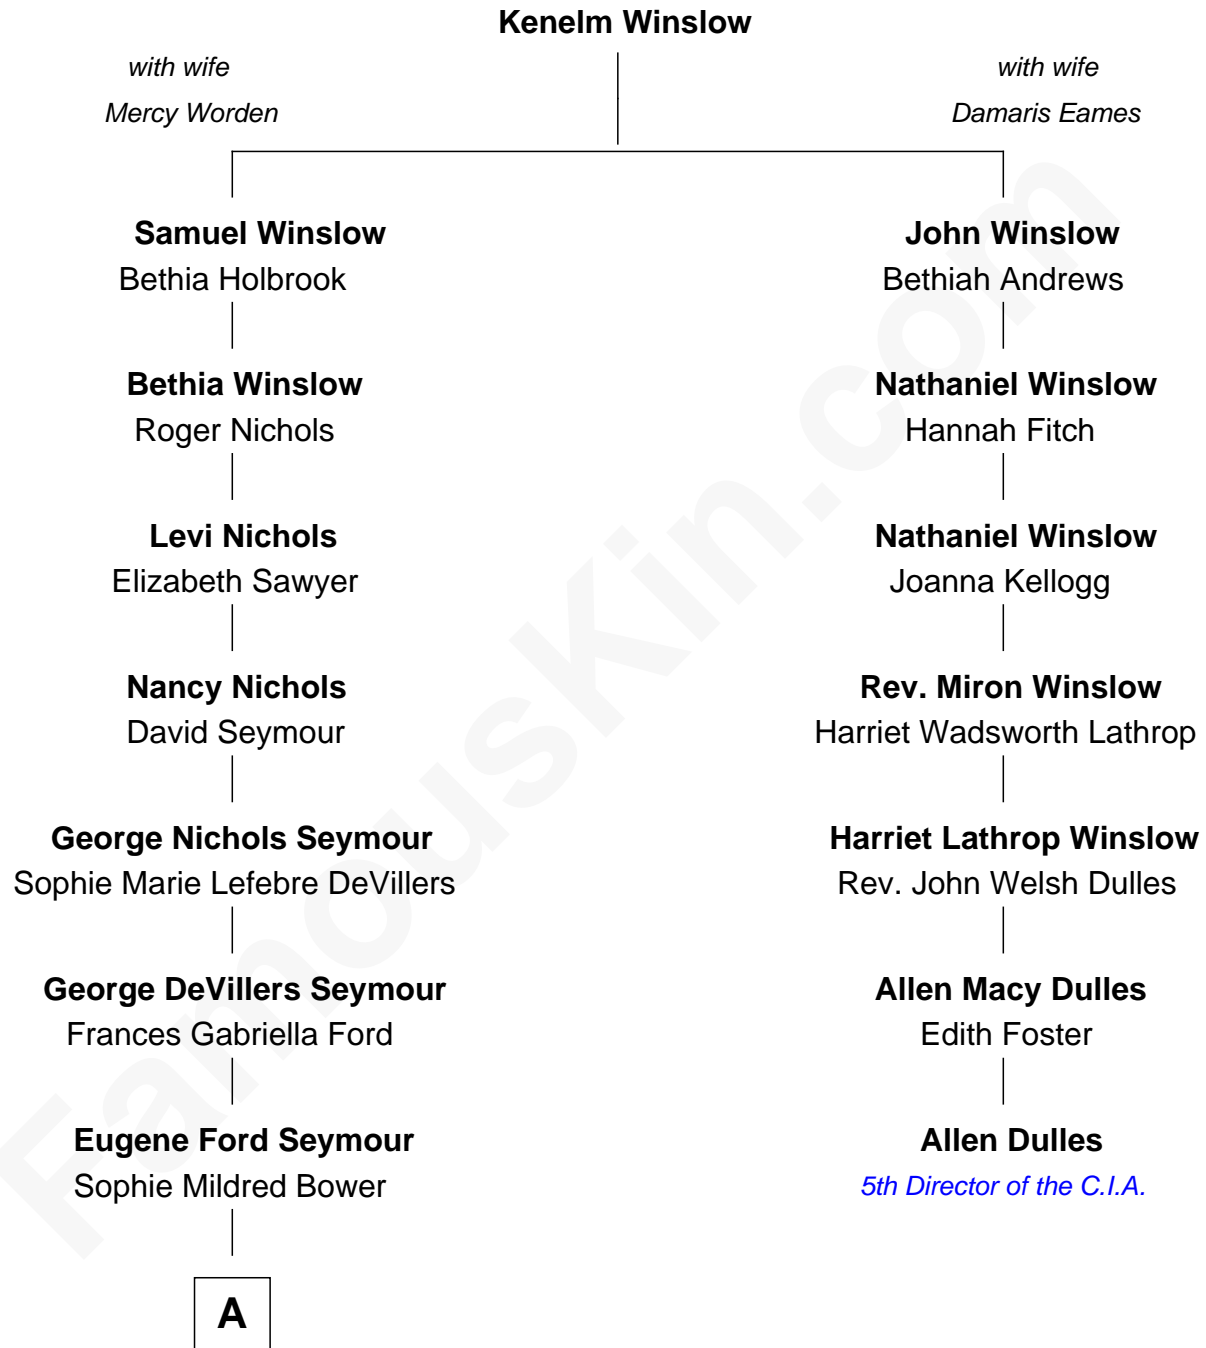 Kenelm Winslow
with wife
Mercy Worden
with wife
Damaris Eames
Samuel Winslow
Bethia Holbrook
John Winslow
Bethiah Andrews
Bethia Winslow
Roger Nichols
Nathaniel Winslow
Hannah Fitch
Levi Nichols
Elizabeth Sawyer
Nathaniel Winslow
Joanna Kellogg
Nancy Nichols
David Seymour
Rev. Miron Winslow
Harriet Wadsworth Lathrop
George Nichols Seymour
Sophie Marie Lefebre DeVillers
Harriet Lathrop Winslow
Rev. John Welsh Dulles
George DeVillers Seymour
Frances Gabriella Ford
Allen Macy Dulles
Edith Foster
Eugene Ford Seymour
Sophie Mildred Bower
Allen Dulles
5th Director of the C.I.A.
A
FamousKin.com